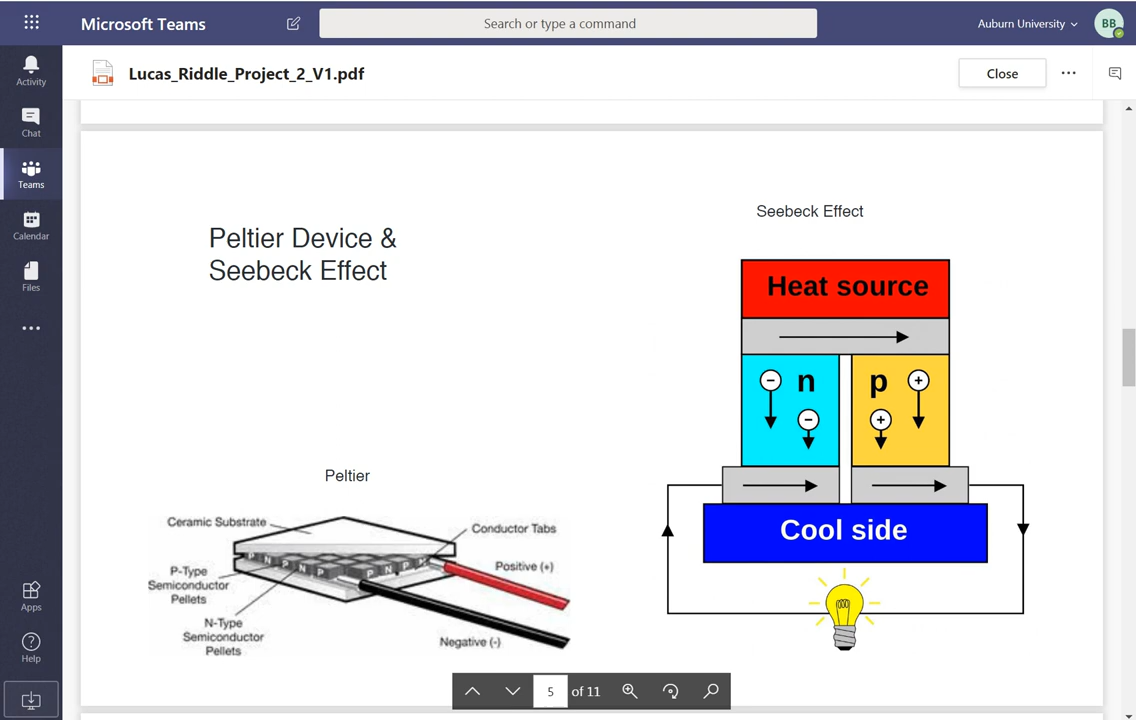 Microsoft Teams
Search or type a command
Auburn University
BB
Activity
Chat
Teams
Calendar
Files
Apps
Help
Lucas_Riddle_Project_2_V1.pdf
Close
Peltier Device &
Seebeck Effect
Seebeck Effect
Heat source
n
p
−
−
+
+
Cool side
Peltier
Ceramic Substrate
Conductor Tabs
P-Type
Semiconductor
Pellets
Positive (+)
N-Type
Semiconductor
Pellets
Negative (-)
P N P N P
P N P N
5 of 11